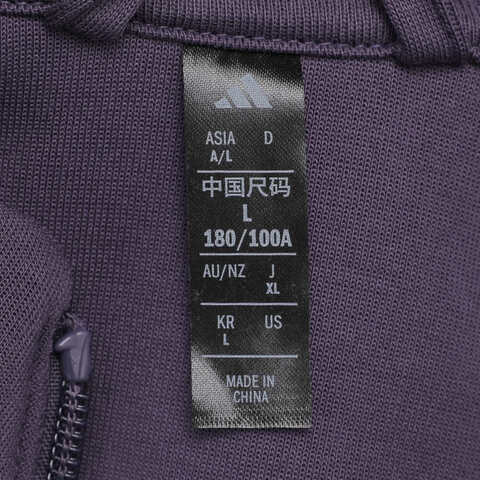 ASIA D
A/L
中国尺码
L
180/100A
AU/NZ J
XL
KR US
L
MADE IN
CHINA